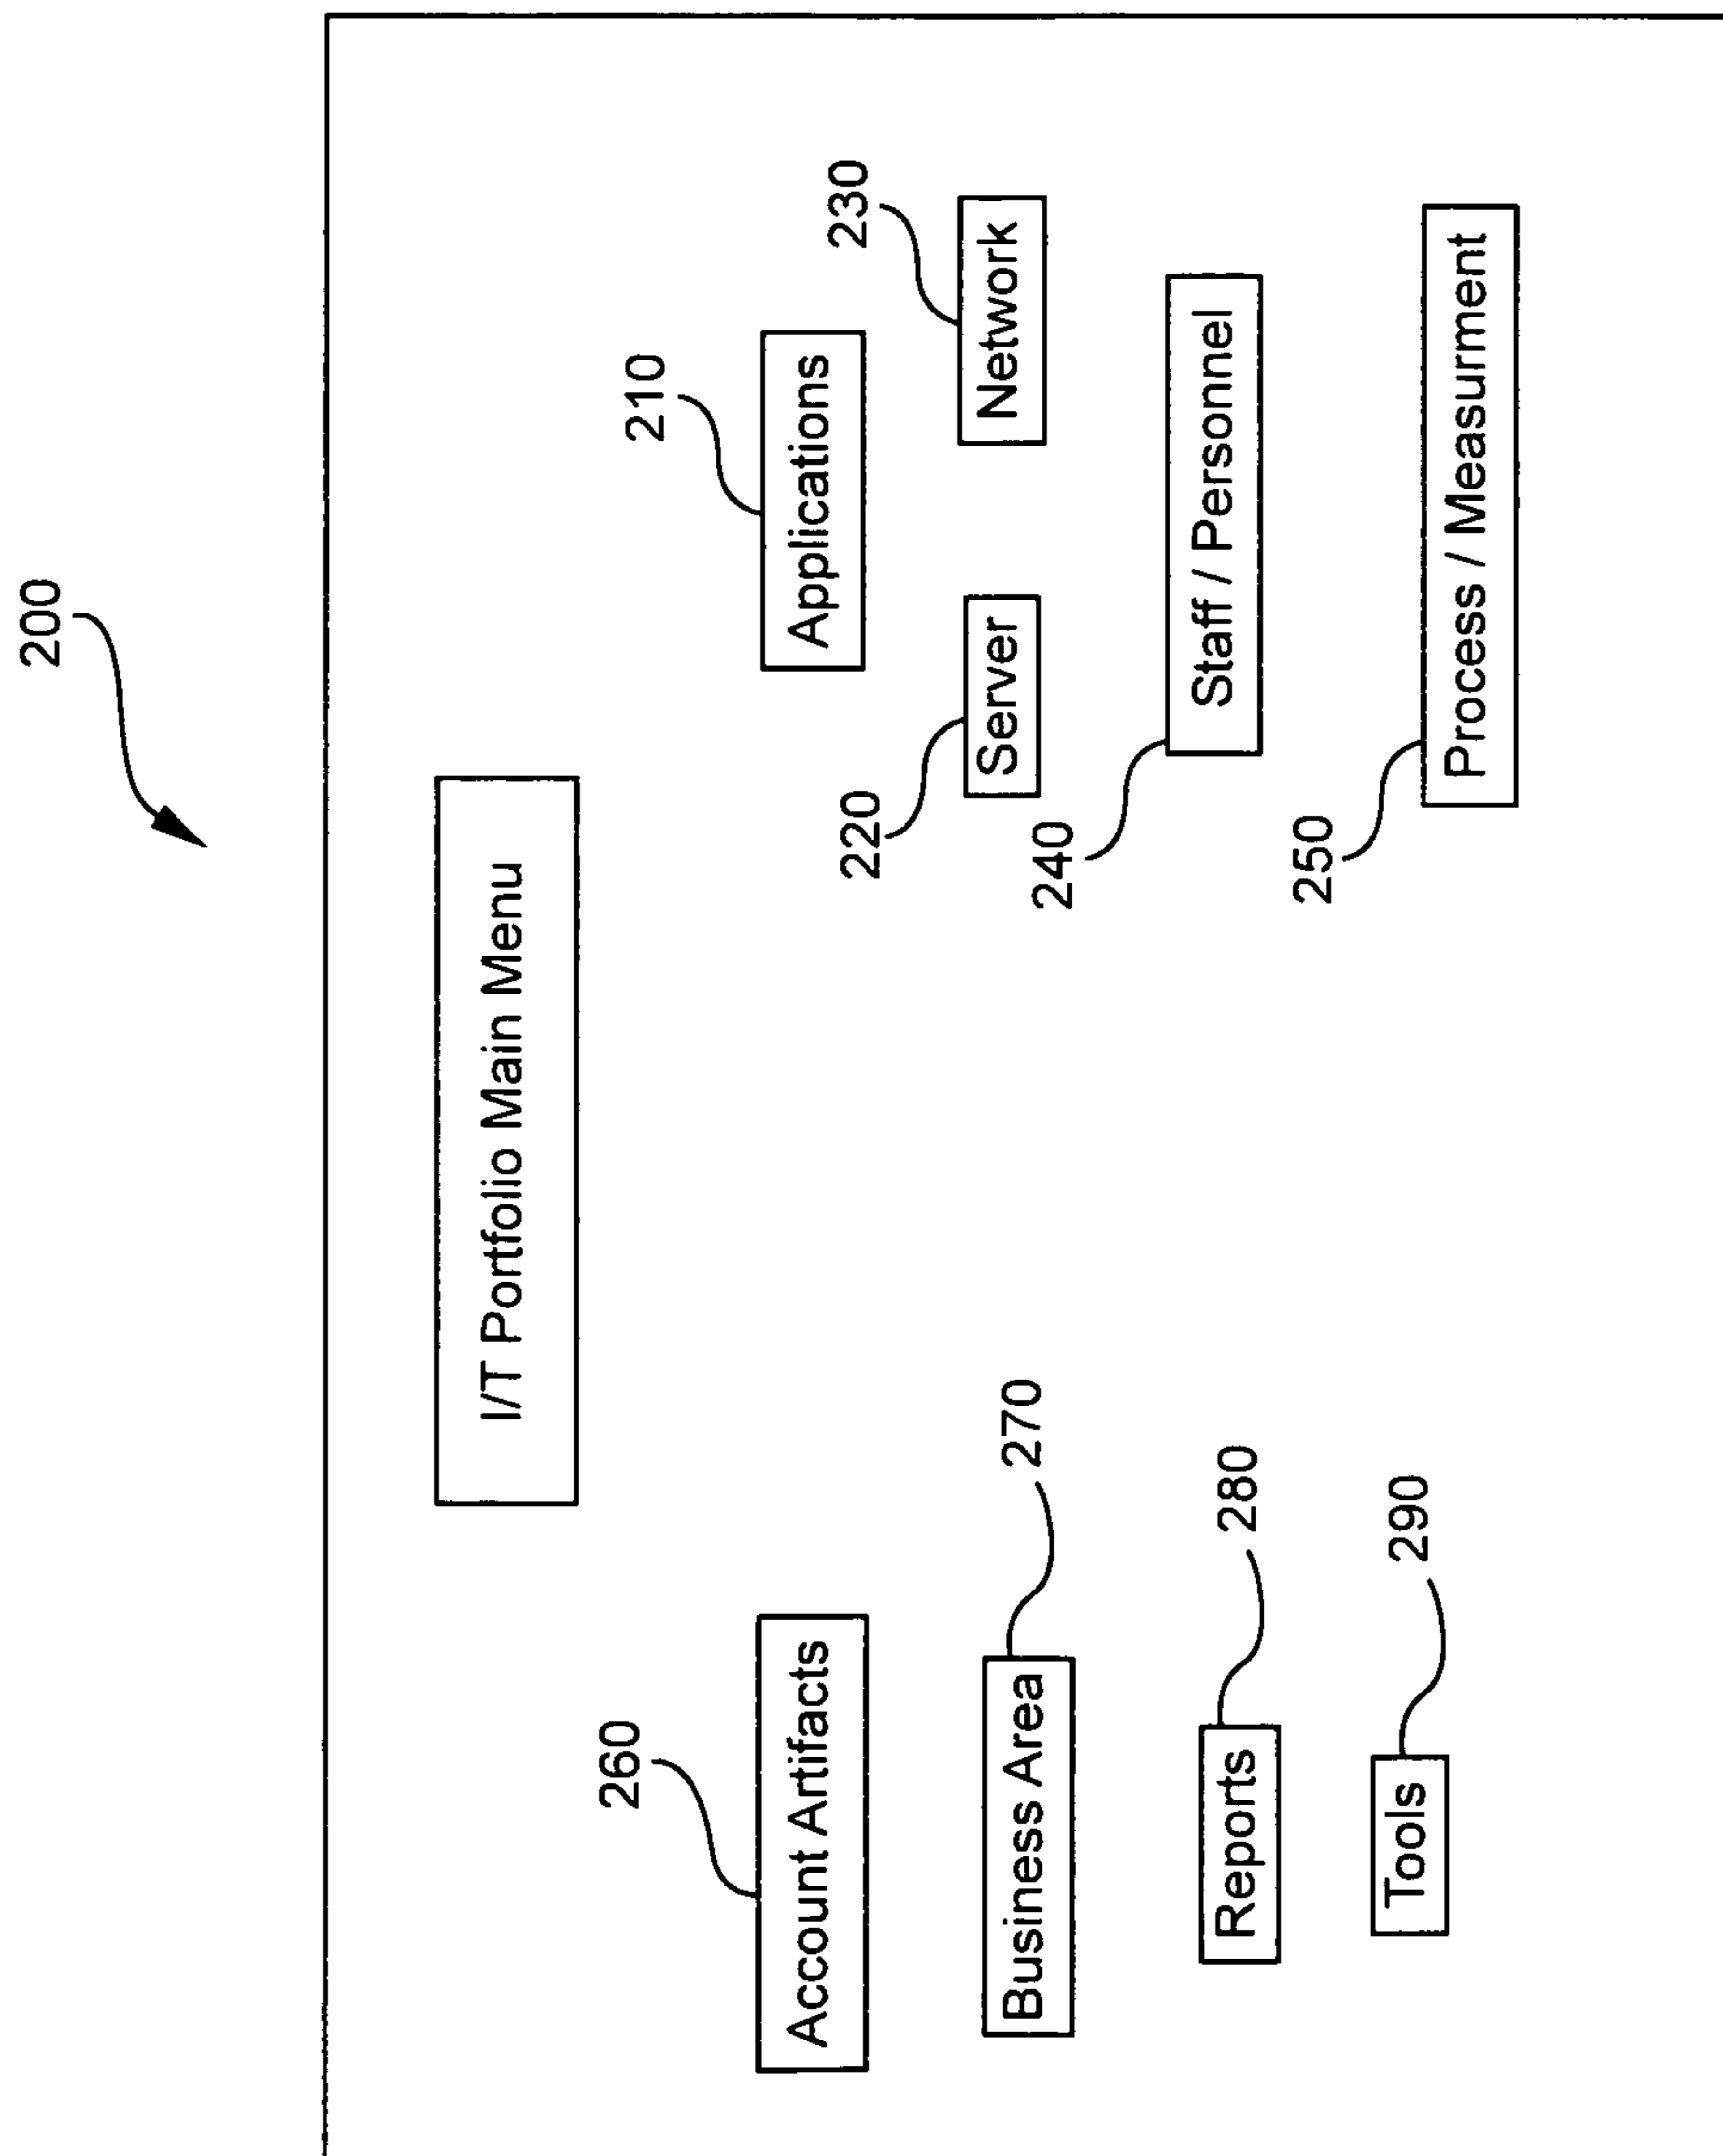 200
I/T Portfolio Main Menu
260
Account Artifacts
210
Applications
270
Business Area
220
Server
230
Network
280
Reports
240
Staff / Personnel
290
Tools
250
Process / Measurment